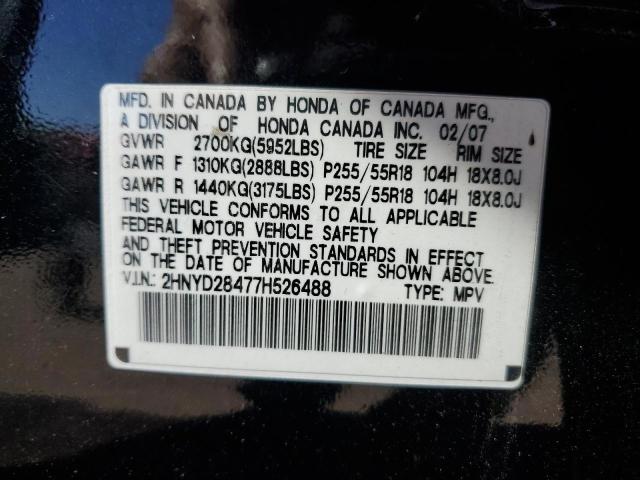 MFD. IN CANADA BY HONDA OF CANADA MFG.,
A DIVISION OF HONDA CANADA INC. 02/07
GVWR 2700KG(5952LBS) TIRE SIZE RIM SIZE
GAWR F 1310KG(2888LBS) P255/55R18 104H 18X8.0J
GAWR R 1440KG(3175LBS) P255/55R18 104H 18X8.0J
THIS VEHICLE CONFORMS TO ALL APPLICABLE
FEDERAL MOTOR VEHICLE SAFETY
AND THEFT PREVENTION STANDARDS IN EFFECT
ON THE DATE OF MANUFACTURE SHOWN ABOVE.
V.I.N.: 2HNYD28477H526488 TYPE: MPV